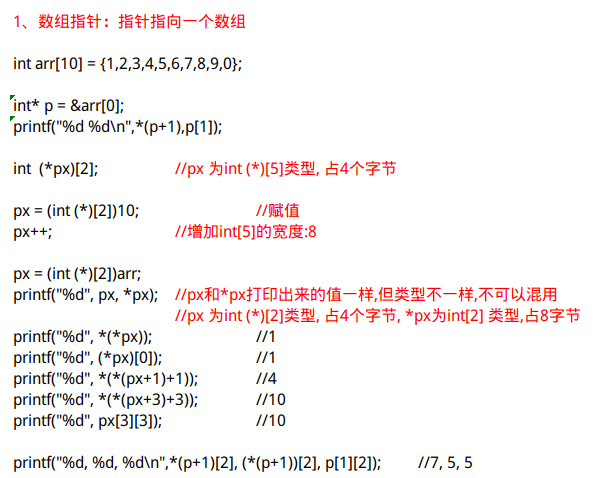 1、数组指针：指针指向一个数组
int arr[10] = {1,2,3,4,5,6,7,8,9,0};
int* p = &arr[0];
printf("%d %d\n",*(p+1),p[1]);
int (*px)[2]; //px 为int (*)[5]类型, 占4个字节
px = (int (*)[2])10; //赋值
px++; //增加int[5]的宽度:8
px = (int (*)[2])arr;
printf("%d", px, *px); //px和*px打印出来的值一样,但类型不一样,不可以混用
//px 为int (*)[2]类型, 占4个字节, *px为int[2] 类型,占8字节
printf("%d", *(*px)); //1
printf("%d", (*px)[0]); //1
printf("%d", *(*(px+1)+1)); //4
printf("%d", *(*(px+3)+3)); //10
printf("%d", px[3][3]); //10
printf("%d, %d, %d\n",*(p+1)[2], (*(p+1))[2], p[1][2]); //7, 5, 5